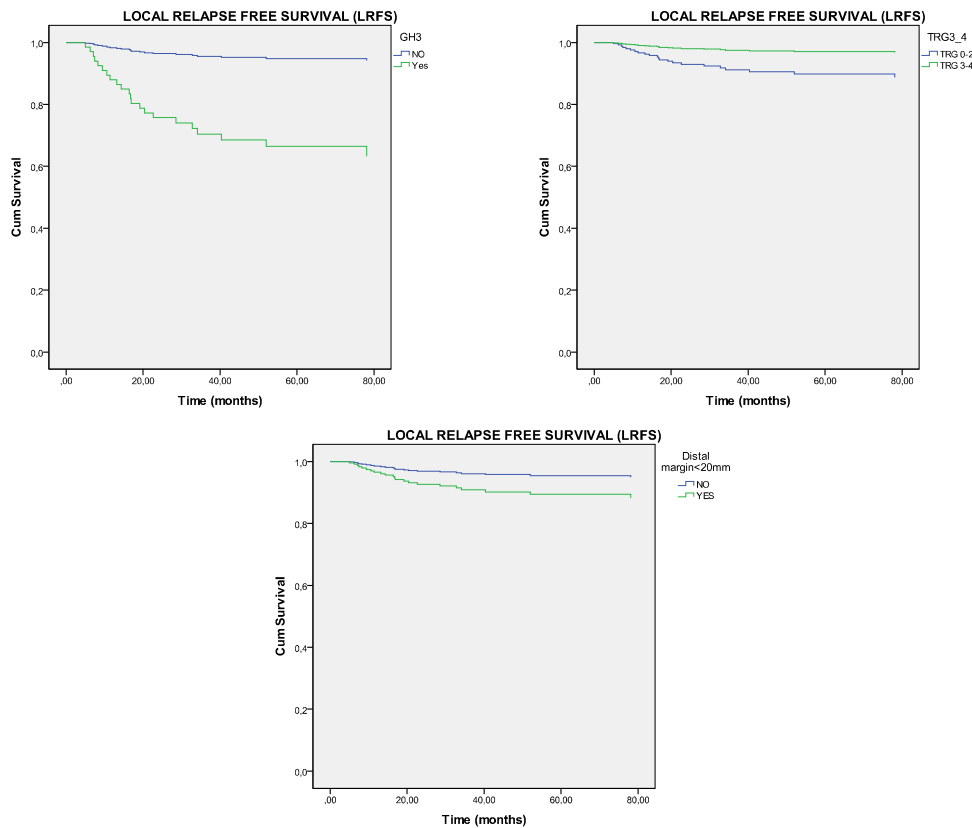 LOCAL RELAPSE FREE SURVIVAL (LRFS)
GH3
NO
Yes
1,0
0,8
0,6
0,4
0,2
0,0
Cum Survival
,00 20,00 40,00 60,00 80,00
Time (months)
LOCAL RELAPSE FREE SURVIVAL (LRFS)
TRG3_4
TRG 0-2
TRG 3-4
1,0
0,8
0,6
0,4
0,2
0,0
Cum Survival
,00 20,00 40,00 60,00 80,00
Time (months)
LOCAL RELAPSE FREE SURVIVAL (LRFS)
Distal
margin<20mm
NO
YES
1,0
0,8
0,6
0,4
0,2
0,0
Cum Survival
,00 20,00 40,00 60,00 80,00
Time (months)